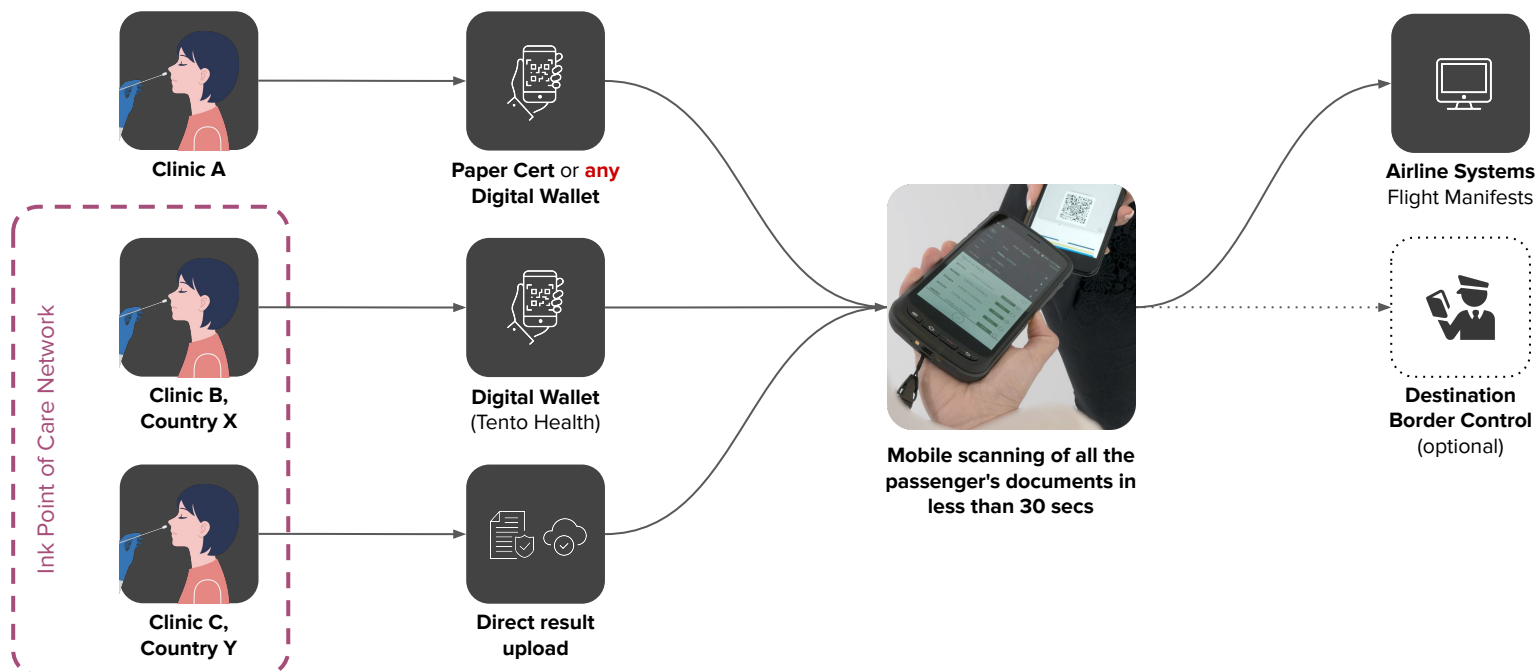 Clinic A
Paper Cert or any
Digital Wallet
Airline Systems
Flight Manifests
Ink Point of Care Network
Clinic B,
Country X
Digital Wallet
(Tento Health)
Mobile scanning of all the
passenger's documents in
less than 30 secs
Destination
Border Control
(optional)
Clinic C,
Country Y
Direct result
upload